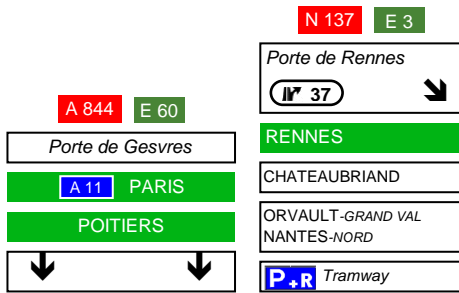 A 844 E 60
Porte de Gesvres
A 11 PARIS
POITIERS
N 137 E 3
Porte de Rennes
37
RENNES
CHATEAUBRIAND
ORVAULT-GRAND VAL
NANTES-NORD
P+R Tramway